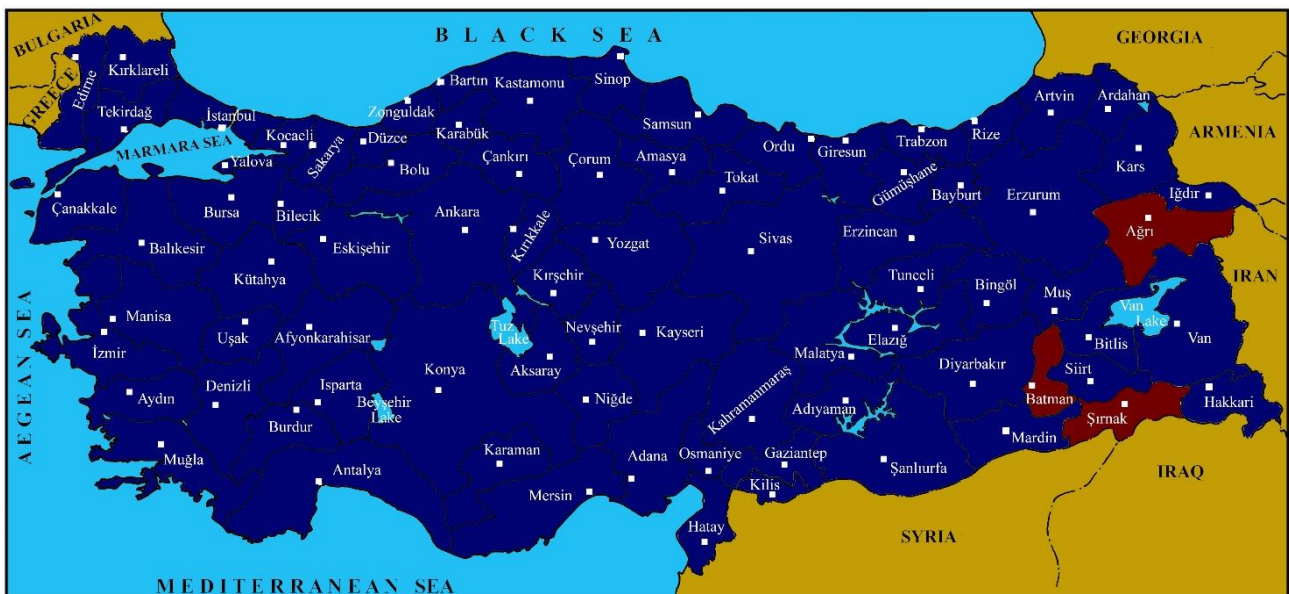 BULGARIA
BLACK SEA
GEORGIA
Kırklareli
Edirne
GREECE
Tekirdağ
İstanbul
MARMARA SEA
Kocaeli
Sakarya
Yalova
Zonguldak
Bartın
Kastamonu
Sinop
Düzce
Karabük
Bolu
Çankırı
Çorum
Samsun
Amasya
Tokat
Ordu
Giresun
Trabzon
Rize
Artvin
Ardahan
ARMENIA
Gümüşhane
Bayburt
Erzurum
Kars
Iğdır
Çanakkale
Bursa
Bilecik
Ankara
Kırıkkale
Yozgat
Sivas
Erzincan
Ağrı
Balıkesir
Kütahya
Eskişehir
Kırşehir
Tunceli
Bingöl
Muş
IRAN
AEGEAN SEA
Manisa
İzmir
Uşak
Afyonkarahisar
Tuz
Lake
Nevşehir
Kayseri
Malatya
Elazığ
Diyarbakır
Bitlis
Van
Lake
Van
Aksaray
Konya
Aydın
Denizli
Isparta
Burdur
Beyşehir
Lake
Niğde
Kahramanmaraş
Adıyaman
Batman
Siirt
Şırnak
Hakkari
Mardin
Muğla
Antalya
Karaman
Mersin
Adana
Osmaniye
Gaziantep
Kilis
Şanlıurfa
Hatay
SYRIA
IRAQ
MEDITERRANEAN SEA